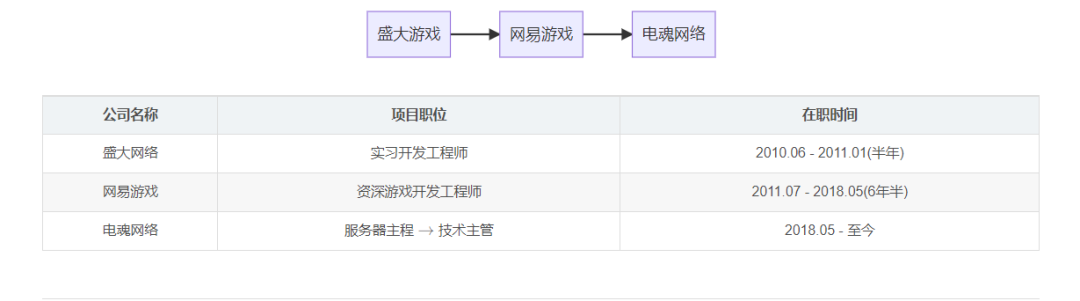 盛大游戏 网易游戏 电魂网络
公司名称 项目职位 在职时间
盛大网络 实习开发工程师 2010.06 - 2011.01(半年)
网易游戏 资深游戏开发工程师 2011.07 - 2018.05(6年半)
电魂网络 服务器主程 → 技术主管 2018.05 - 至今